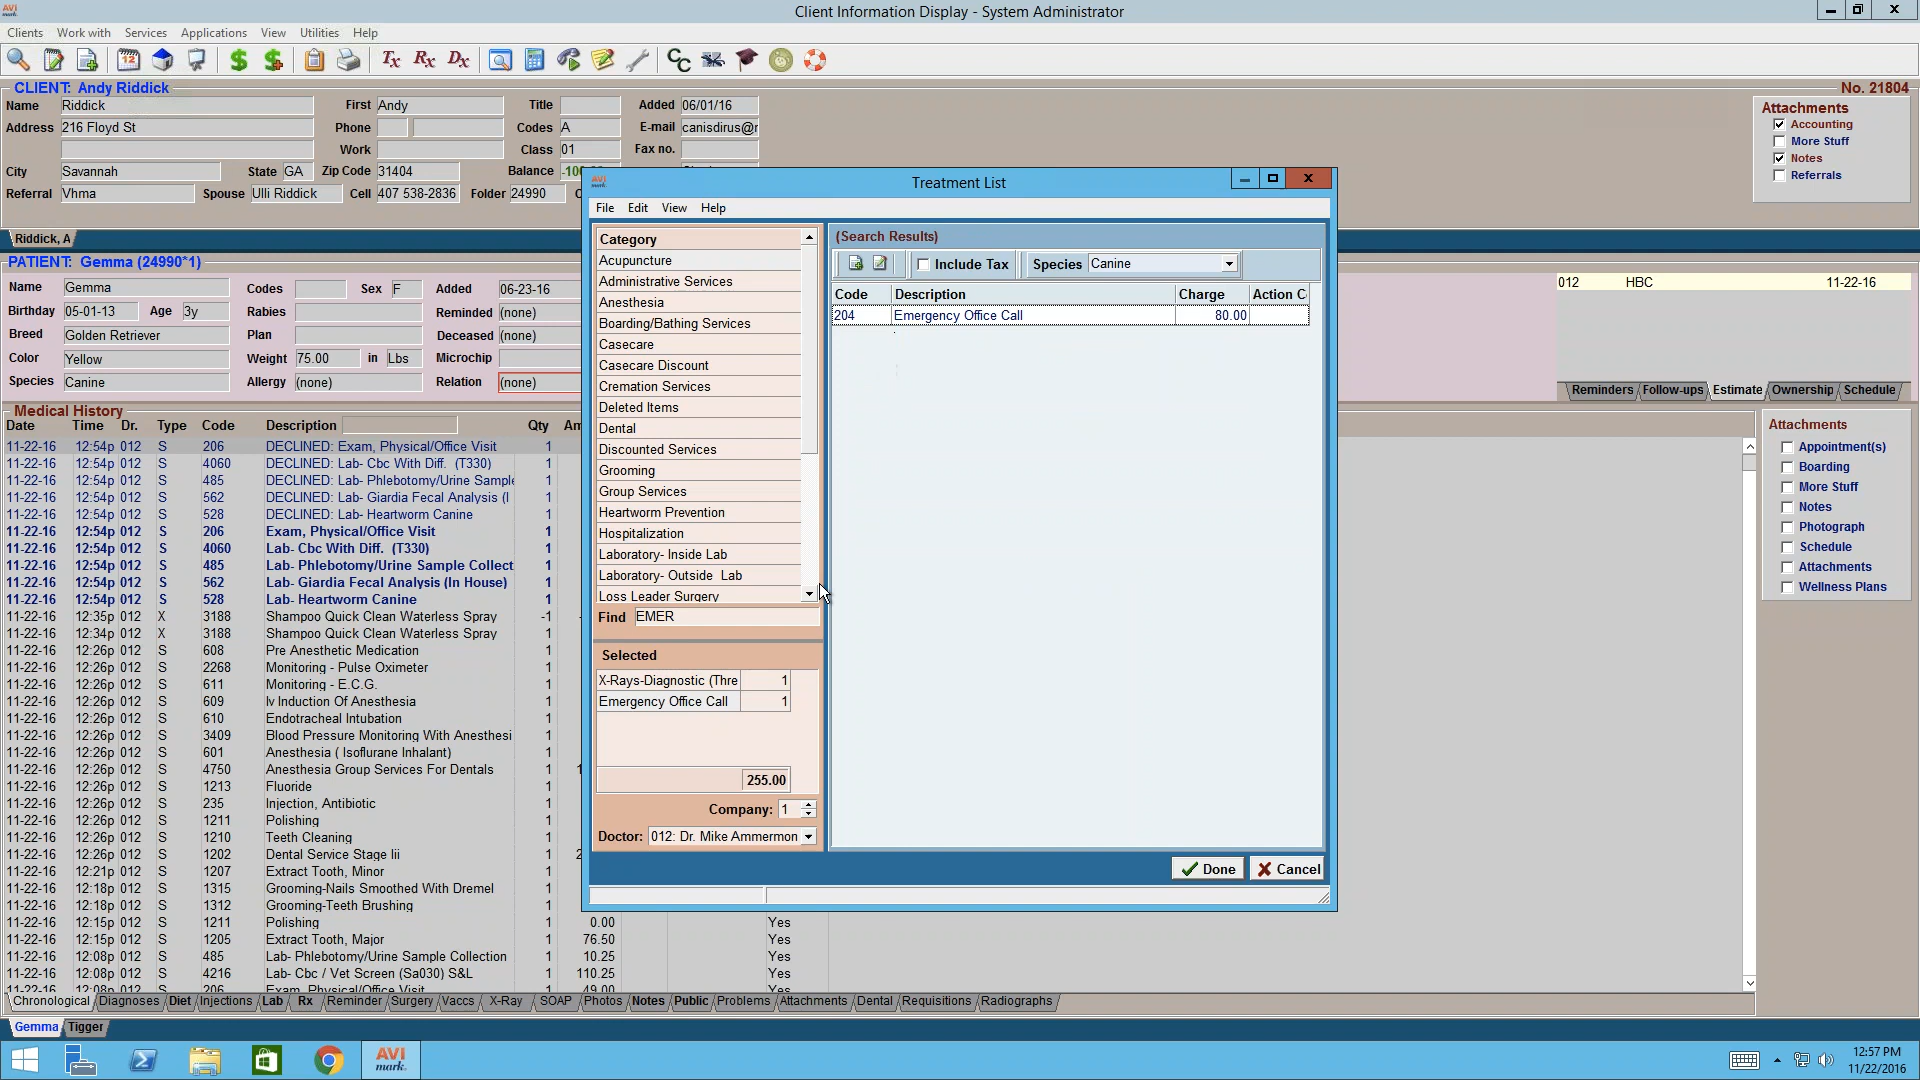 AVI mark
Client Information Display - System Administrator
Clients Work with Services Applications View Utilities Help
Tx Rx Dx
CLIENT: Andy Riddick
No. 21804
Name Riddick First Andy Title Added 06/01/16
Address 216 Floyd St Phone Codes A E-mail canisdirus@r
Work Class 01 Fax no.
City Savannah State GA Zip Code 31404 Balance
Referral Vhma Spouse Ulli Riddick Cell 407 538-2836 Folder 24990
Attachments
Accounting
More Stuff
Notes
Referrals
Riddick, A
PATIENT: Gemma (24990*1)
Name Gemma Codes Sex F Added 06-23-16
Birthday 05-01-13 Age 3y Rabies Reminded (none)
Breed Golden Retriever Plan Deceased (none)
Color Yellow Weight 75.00 in Lbs Microchip
Species Canine Allergy (none) Relation (none)
012 HBC 11-22-16
Reminders Follow-ups Estimate Ownership Schedule
Medical History
Date Time Dr. Type Code Description Qty Am
11-22-16 12:54p 012 S 206 DECLINED: Exam, Physical/Office Visit 1
11-22-16 12:54p 012 S 4060 DECLINED: Lab- Cbc With Diff. (T330) 1
11-22-16 12:54p 012 S 485 DECLINED: Lab- Phlebotomy/Urine Sample 1
11-22-16 12:54p 012 S 562 DECLINED: Lab- Giardia Fecal Analysis (I 1
11-22-16 12:54p 012 S 528 DECLINED: Lab- Heartworm Canine 1
11-22-16 12:54p 012 S 206 Exam, Physical/Office Visit 1
11-22-16 12:54p 012 S 4060 Lab- Cbc With Diff. (T330) 1
11-22-16 12:54p 012 S 485 Lab- Phlebotomy/Urine Sample Collect 1
11-22-16 12:54p 012 S 562 Lab- Giardia Fecal Analysis (In House) 1
11-22-16 12:54p 012 S 528 Lab- Heartworm Canine 1
11-22-16 12:54p 012 X 3188 Shampoo Quick Clean Waterless Spray -1
11-22-16 12:34p 012 X 3188 Shampoo Quick Clean Waterless Spray 1
11-22-16 12:26p 012 S 608 Pre Anesthetic Medication 1
11-22-16 12:26p 012 S 2268 Monitoring - Pulse Oximeter 1
11-22-16 12:26p 012 S 611 Monitoring - E.C.G. 1
11-22-16 12:26p 012 S 609 Iv Induction Of Anesthesia 1
11-22-16 12:26p 012 S 610 Endotracheal Intubation 1
11-22-16 12:26p 012 S 3409 Blood Pressure Monitoring With Anesthesi 1
11-22-16 12:26p 012 S 601 Anesthesia ( Isoflurane Inhalant) 1
11-22-16 12:26p 012 S 4750 Anesthesia Group Services For Dentals 1 1
11-22-16 12:26p 012 S 1213 Fluoride 1
11-22-16 12:26p 012 S 235 Injection, Antibiotic 1
11-22-16 12:26p 012 S 1211 Polishing 1
11-22-16 12:26p 012 S 1210 Teeth Cleaning 1
11-22-16 12:26p 012 S 1202 Dental Service Stage Iii 1 2
11-22-16 12:21p 012 S 1207 Extract Tooth, Minor 1
11-22-16 12:18p 012 S 1315 Grooming-Nails Smoothed With Dremel 1
11-22-16 12:18p 012 S 1312 Grooming-Teeth Brushing 1
11-22-16 12:15p 012 S 1211 Polishing 1 0.00 Yes
11-22-16 12:15p 012 S 1205 Extract Tooth, Major 1 76.50 Yes
11-22-16 12:08p 012 S 485 Lab- Phlebotomy/Urine Sample Collection 1 10.25 Yes
11-22-16 12:08p 012 S 4216 Lab- Cbc / Vet Screen (Sa030) S&L 1 110.25 Yes
11-22-16 12:08p 012 S 206 Exam, Physical/Office Visit 1 49.00 Yes
Chronological Diagnoses Diet Injections Lab Rx Reminder Surgery Vaccs X-Ray SOAP Photos Notes Public Problems Attachments Dental Requisitions Radiographs
Gemma Tigger
Attachments
Appointment(s)
Boarding
More Stuff
Notes
Photograph
Schedule
Attachments
Wellness Plans
AVI mark
Treatment List
File Edit View Help
Category
Acupuncture
Administrative Services
Anesthesia
Boarding/Bathing Services
Casecare
Casecare Discount
Cremation Services
Deleted Items
Dental
Discounted Services
Grooming
Group Services
Heartworm Prevention
Hospitalization
Laboratory- Inside Lab
Laboratory- Outside Lab
Loss Leader Surgery
Find EMER
Selected
X-Rays-Diagnostic (Thre 1
Emergency Office Call 1
255.00
Company: 1
Doctor: 012: Dr. Mike Ammermon
(Search Results)
Include Tax Species Canine
Code Description Charge Action C
204 Emergency Office Call 80.00
Done Cancel
AVI mark
12:57 PM
11/22/2016